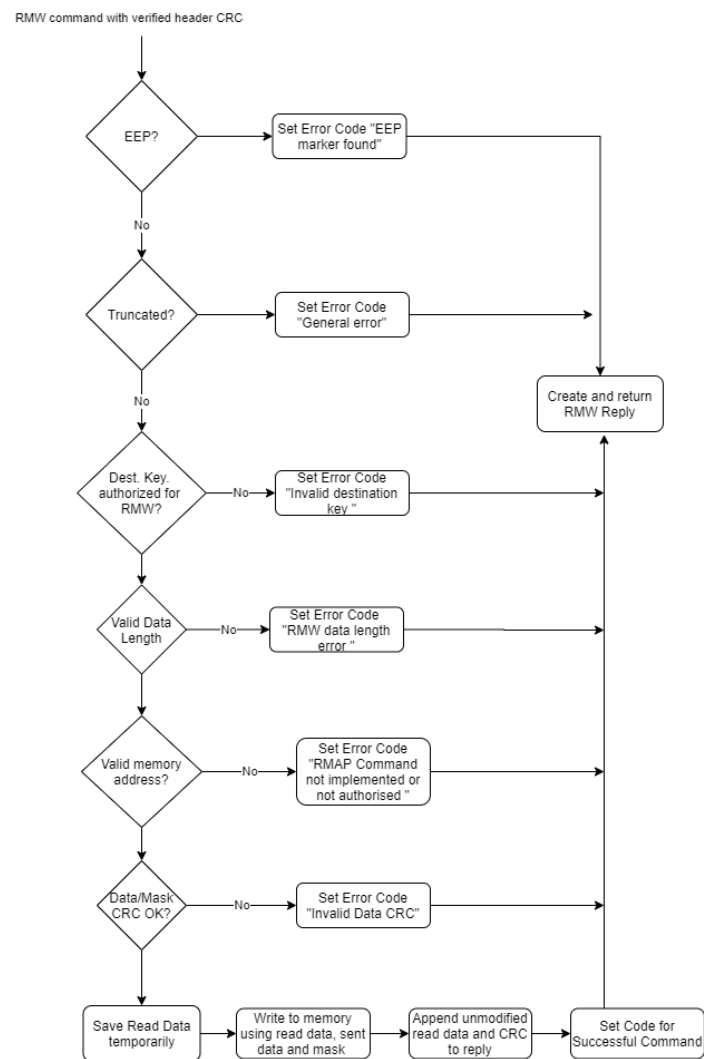 RMW command with verified header CRC
EEP?
Set Error Code "EEP
marker found"
No
Truncated?
Set Error Code
"General error"
No
Create and return
RMW Reply
Dest. Key.
authorized for
RMW?
No
Set Error Code
"Invalid destination
key "
Valid Data
Length
No
Set Error Code
"RMW data length
error "
Valid memory
address?
No
Set Error Code
"RMAP Command
not implemented or
not authorised "
Data/Mask
CRC OK?
No
Set Error Code
"Invalid Data CRC"
Save Read Data
temporarily
Write to memory
using read data, sent
data and mask
Append unmodified
read data and CRC
to reply
Set Code for
Successful Command